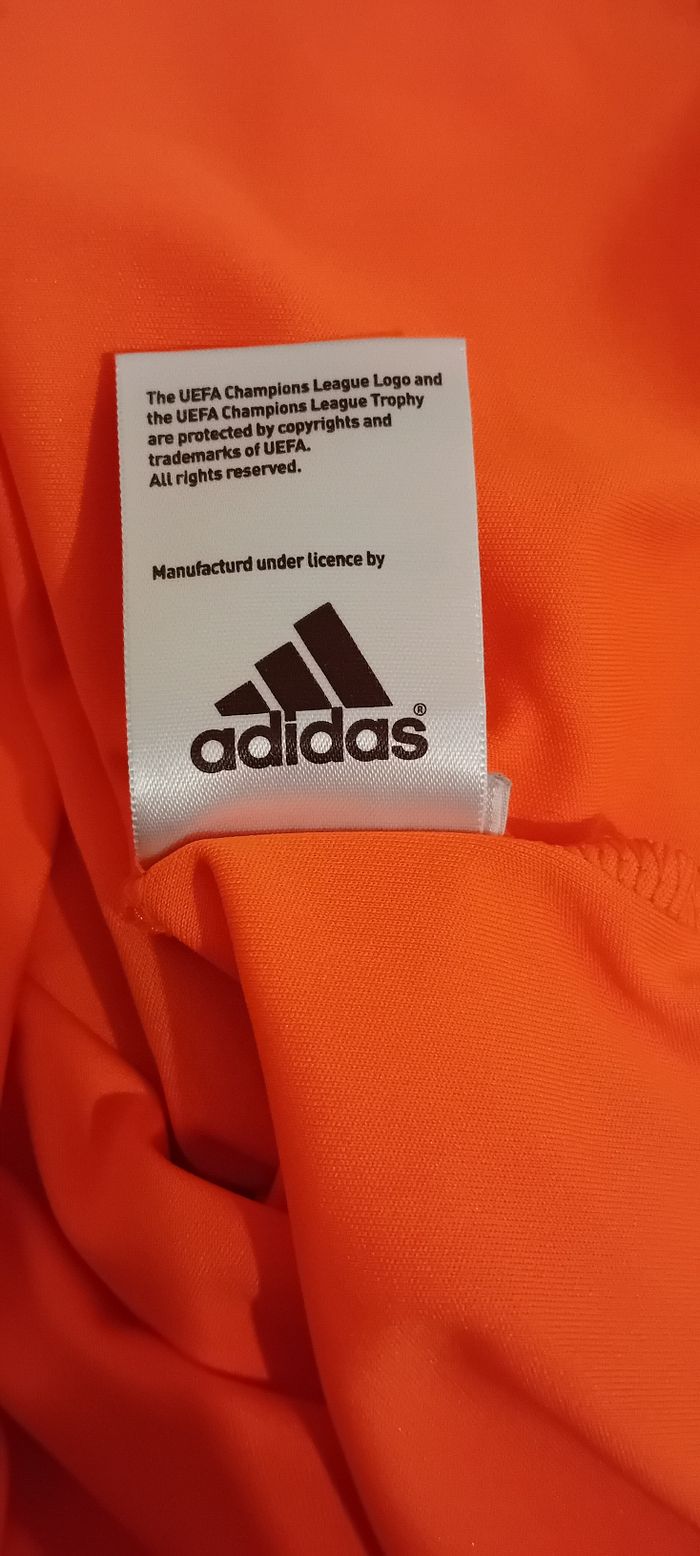 The UEFA Champions League Logo and
the UEFA Champions League Trophy
are protected by copyrights and
trademarks of UEFA.
All rights reserved.
Manufacturd under licence by
adidas®